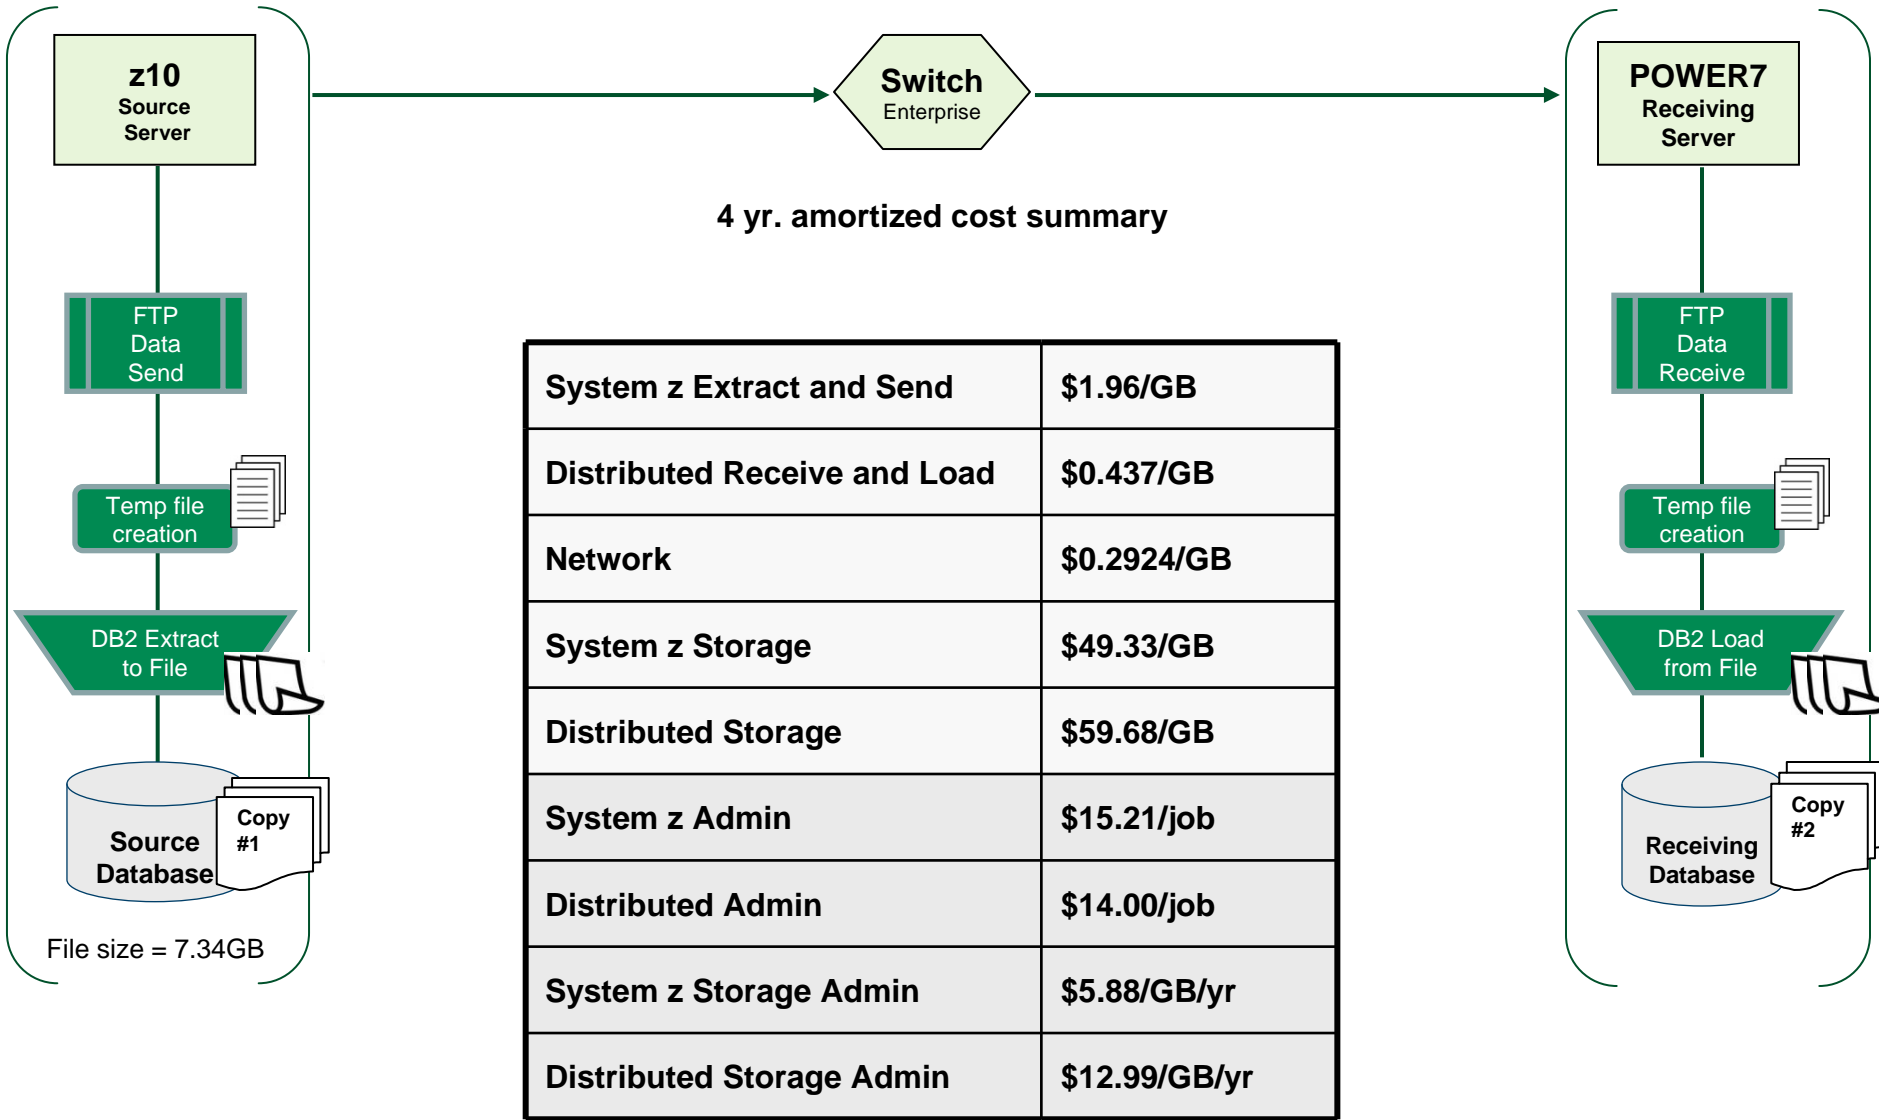 z10
Source
Server
Switch
Enterprise
POWER7
Receiving
Server
4 yr. amortized cost summary
FTP
Data
Send
Temp file
creation
DB2 Extract
to File
Source
Database
Copy
#1
File size = 7.34GB
System z Extract and Send $1.96/GB
Distributed Receive and Load $0.437/GB
Network $0.2924/GB
System z Storage $49.33/GB
Distributed Storage $59.68/GB
System z Admin $15.21/job
Distributed Admin $14.00/job
System z Storage Admin $5.88/GB/yr
Distributed Storage Admin $12.99/GB/yr
FTP
Data
Receive
Temp file
creation
DB2 Load
from File
Receiving
Database
Copy
#2